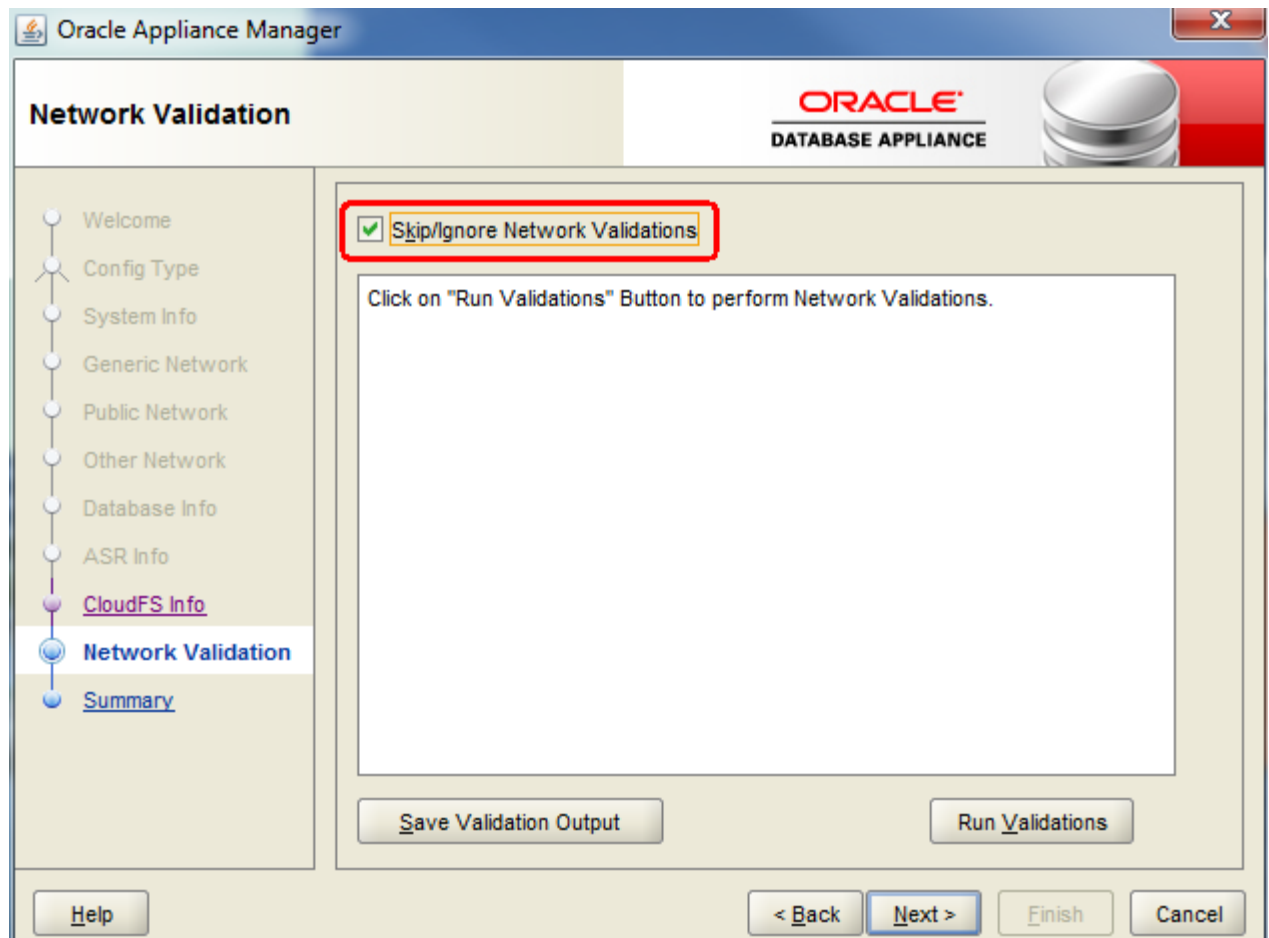 Oracle Appliance Manager
X
Network Validation
ORACLE
DATABASE APPLIANCE
Welcome
Config Type
System Info
Generic Network
Public Network
Other Network
Database Info
ASR Info
CloudFS Info
Network Validation
Summary
Skip/Ignore Network Validations
Click on "Run Validations" Button to perform Network Validations.
Save Validation Output
Run Validations
Help
< Back
Next >
Finish
Cancel